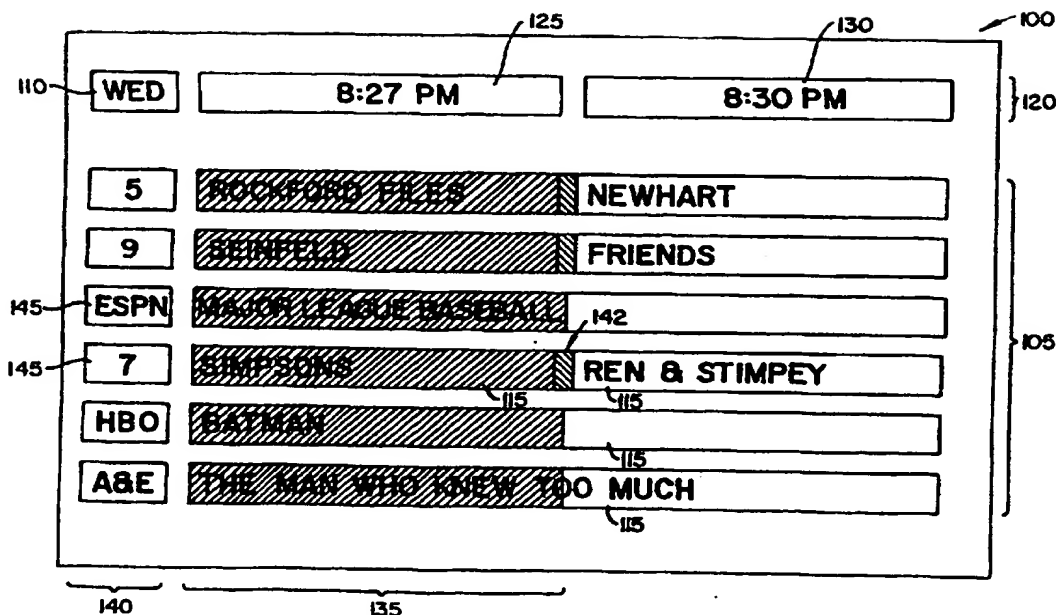 125
130
100
110
WED
8:27 PM
8:30 PM
120
5
ROCKFORD FILES
NEWHART
9
SEINFELD
FRIENDS
145
ESPN
MAJOR LEAGUE BASEBALL
142
105
145
7
SIMPSONS
REN & STIMPEY
115
115
HBO
BATMAN
115
A&E
THE MAN WHO KNEW TOO MUCH
115
140
135